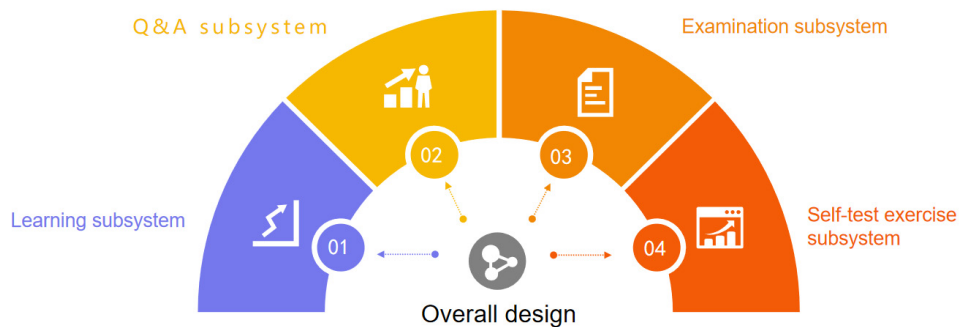 Q&A subsystem
Examination subsystem
02
03
Learning subsystem
01
04
Self-test exercise
subsystem
Overall design